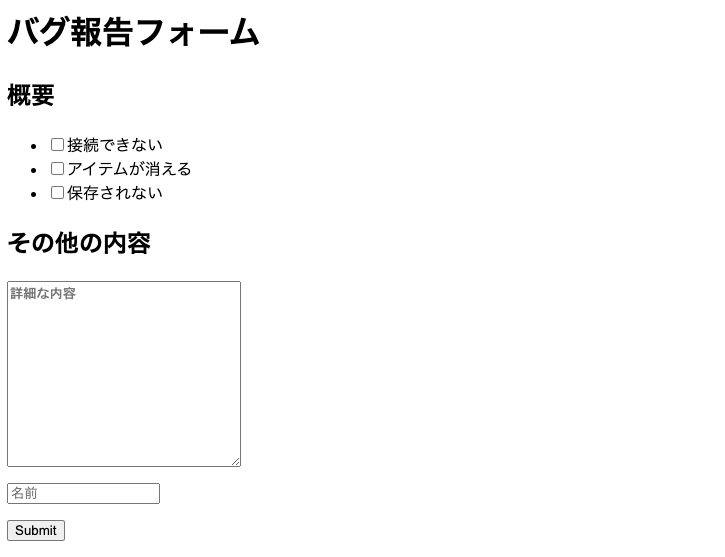 バグ報告フォーム
概要
接続できない
アイテムが消える
保存されない
その他の内容
詳細な内容
名前
Submit